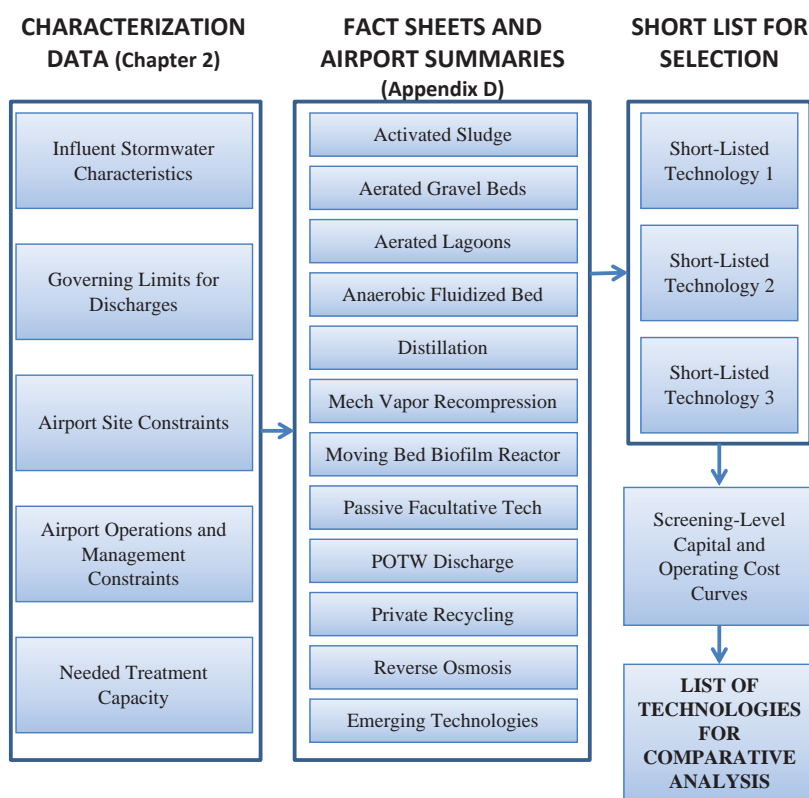 CHARACTERIZATION
DATA (Chapter 2)
Influent Stormwater
Characteristics
Governing Limits for
Discharges
Airport Site Constraints
Airport Operations and
Management
Constraints
Needed Treatment
Capacity
FACT SHEETS AND
AIRPORT SUMMARIES
(Appendix D)
Activated Sludge
Aerated Gravel Beds
Aerated Lagoons
Anaerobic Fluidized Bed
Distillation
Mech Vapor Recompression
Moving Bed Biofilm Reactor
Passive Facultative Tech
POTW Discharge
Private Recycling
Reverse Osmosis
Emerging Technologies
SHORT LIST FOR
SELECTION
Short-Listed
Technology 1
Short-Listed
Technology 2
Short-Listed
Technology 3
Screening-Level
Capital and
Operating Cost
Curves
LIST OF
TECHNOLOGIES
FOR
COMPARATIVE
ANALYSIS